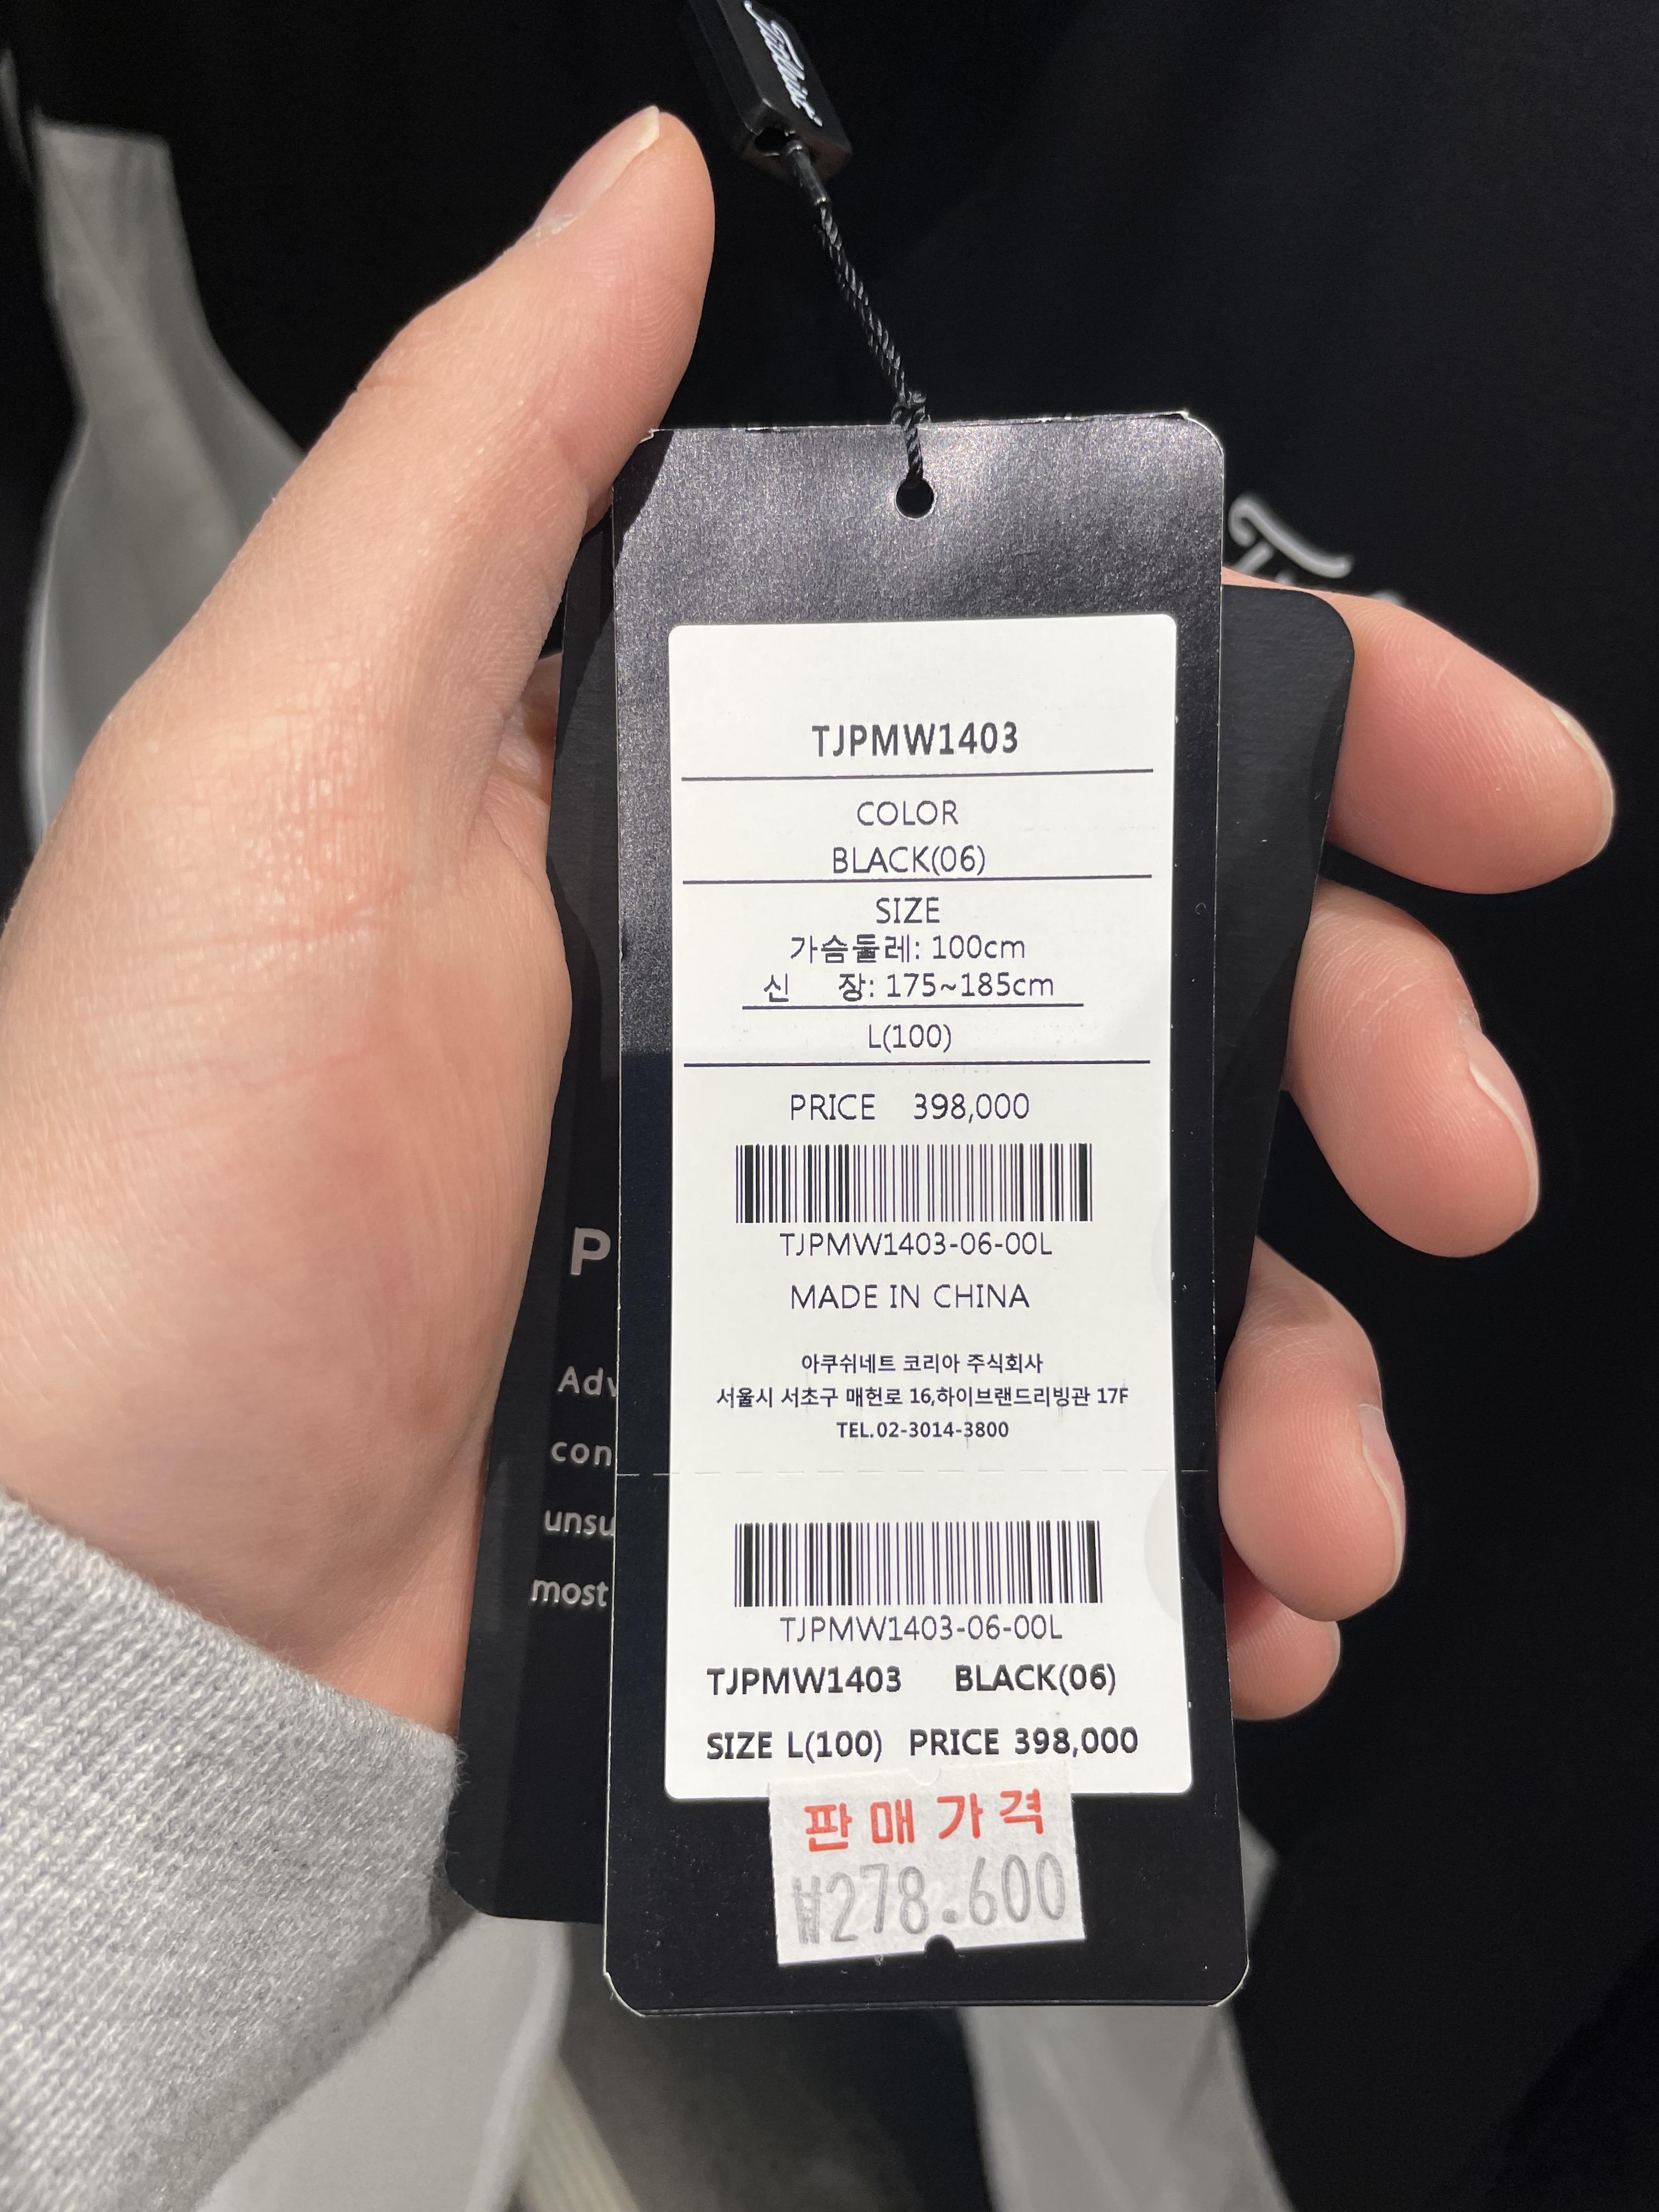 Titleist
TJPMW1403
COLOR
BLACK(06)
SIZE
가슴둘레: 100cm
신 장: 175~185cm
L(100)
PRICE 398,000
TJPMW1403-06-00L
MADE IN CHINA
아쿠쉬네트 코리아 주식회사
서울시 서초구 매헌로 16,하이브랜드리빙관 17F
TEL.02-3014-3800
TJPMW1403-06-00L
TJPMW1403 BLACK(06)
SIZE L(100) PRICE 398,000
판매가격
₩278.600
P
Adv
con
unsu
most